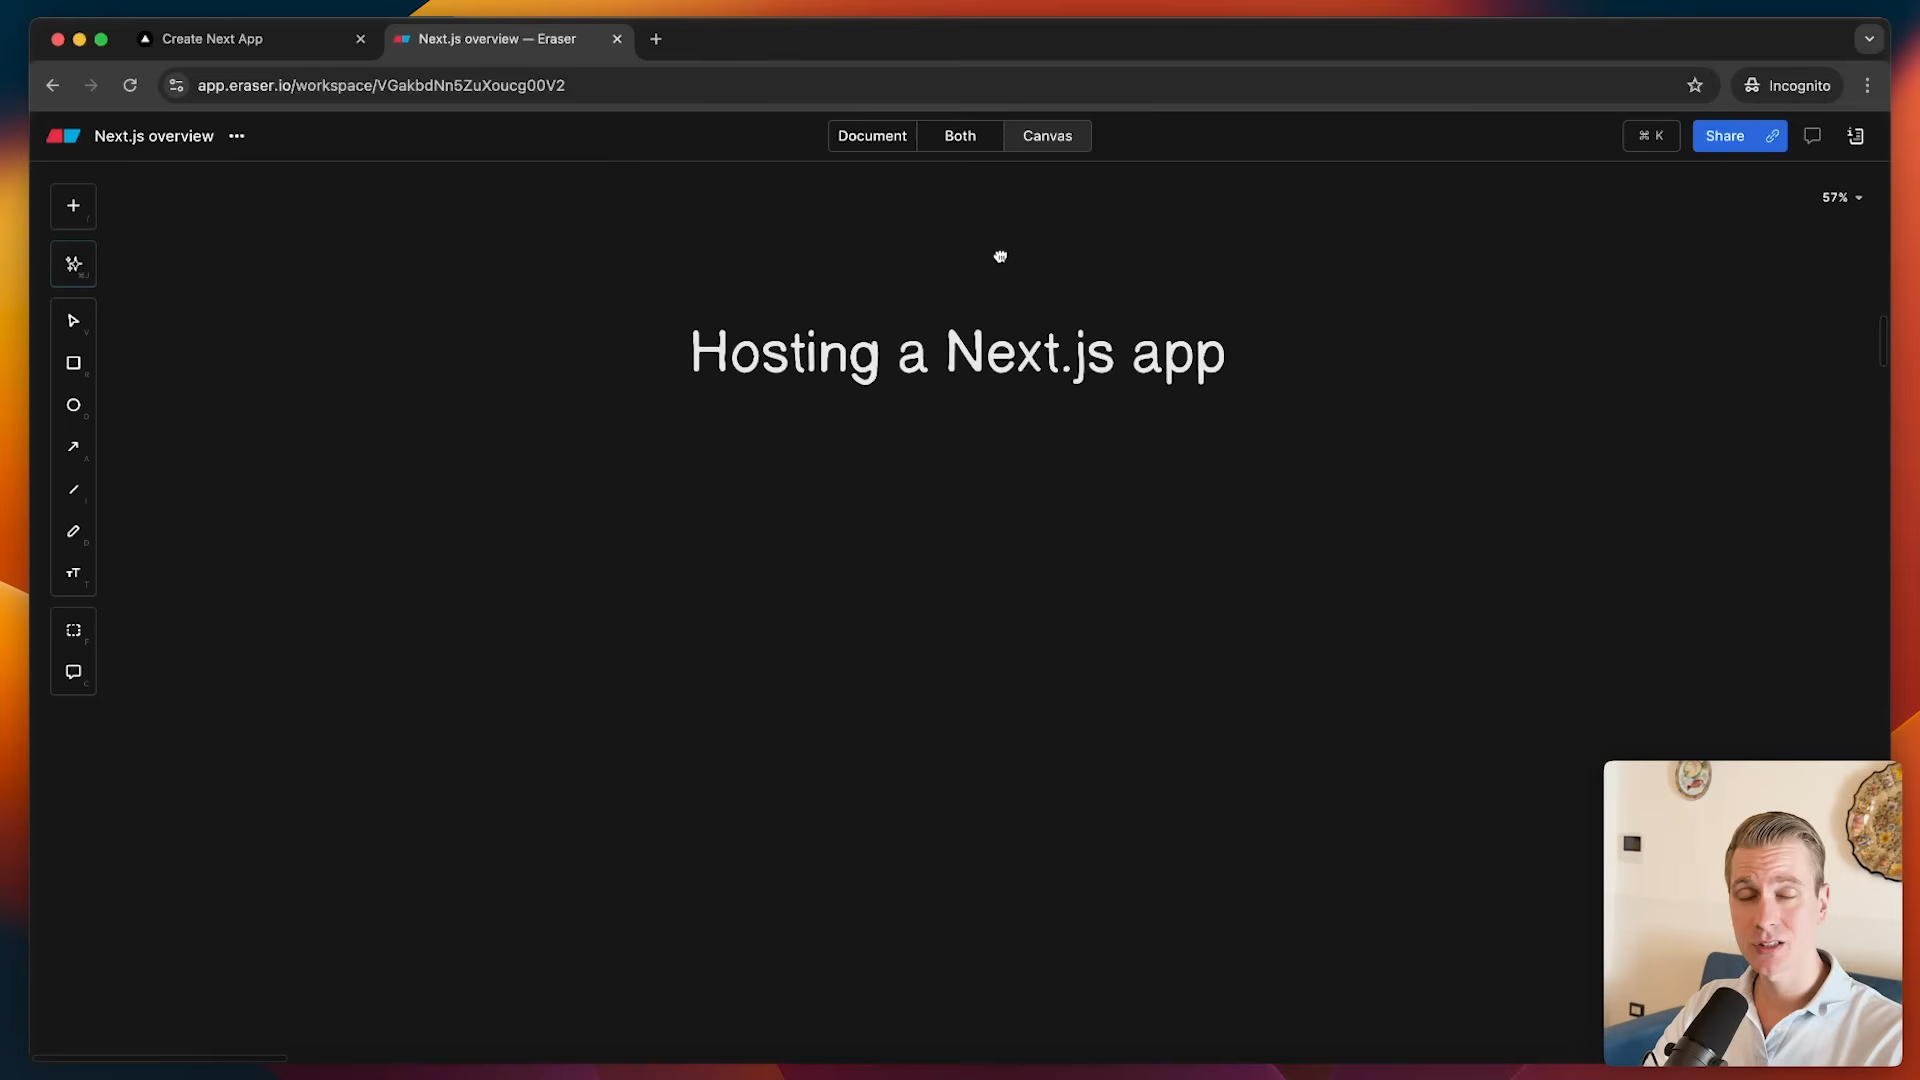 Create Next App
Next.js overview — Eraser
app.eraser.io/workspace/VGakbdNn5ZuXoucg00V2
Incognito
Next.js overview
Document
Both
Canvas
⌘ K
Share
57%
/
⌘J
V
R
O
A
L
D
T
F
C
Hosting a Next.js app